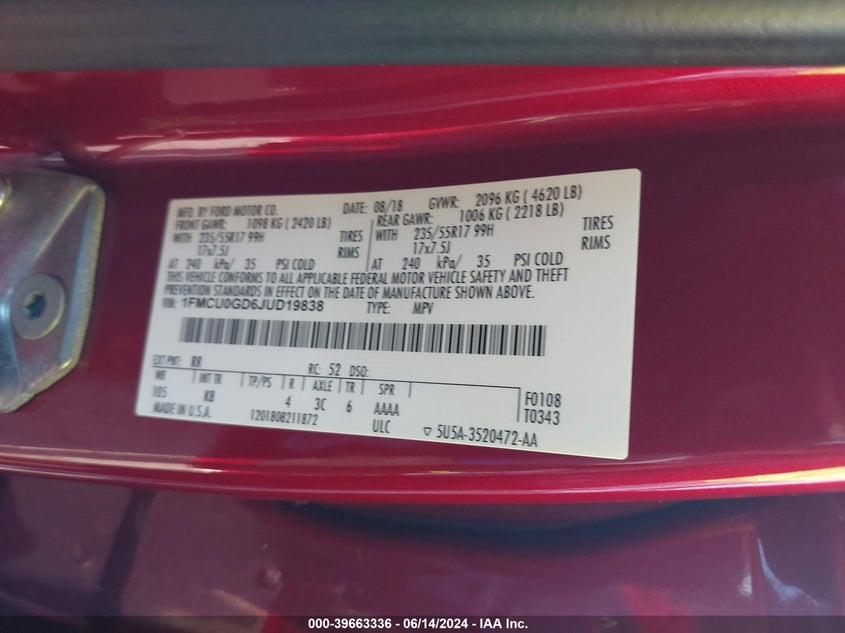 MFD. BY FORD MOTOR CO. DATE: 08/18 GVWR: 2096 KG ( 4620 LB)
FRONT GAWR: 1098 KG ( 2420 LB) REAR GAWR: 1006 KG ( 2218 LB)
WITH 235/55R17 99H TIRES WITH 235/55R17 99H TIRES
17x7.5J RIMS 17x7.5J RIMS
AT 240 kPa/ 35 PSI COLD AT 240 kPa/ 35 PSI COLD
THIS VEHICLE CONFORMS TO ALL APPLICABLE FEDERAL MOTOR VEHICLE SAFETY AND THEFT
PREVENTION STANDARDS IN EFFECT ON THE DATE OF MANUFACTURE SHOWN ABOVE.
VIN: 1FMCU0GD6JUD19838 TYPE: MPV
EXT PNT: RR RC: 52 DSO:
WB INT TR TP/PS R AXLE TR SPR
105 KB 4 3C 6 AAAA F0108
MADE IN U.S.A. 1201808211872 ULC T0343
▽ 5U5A-3520472-AA
000-39663336 - 06/14/2024 - IAA Inc.